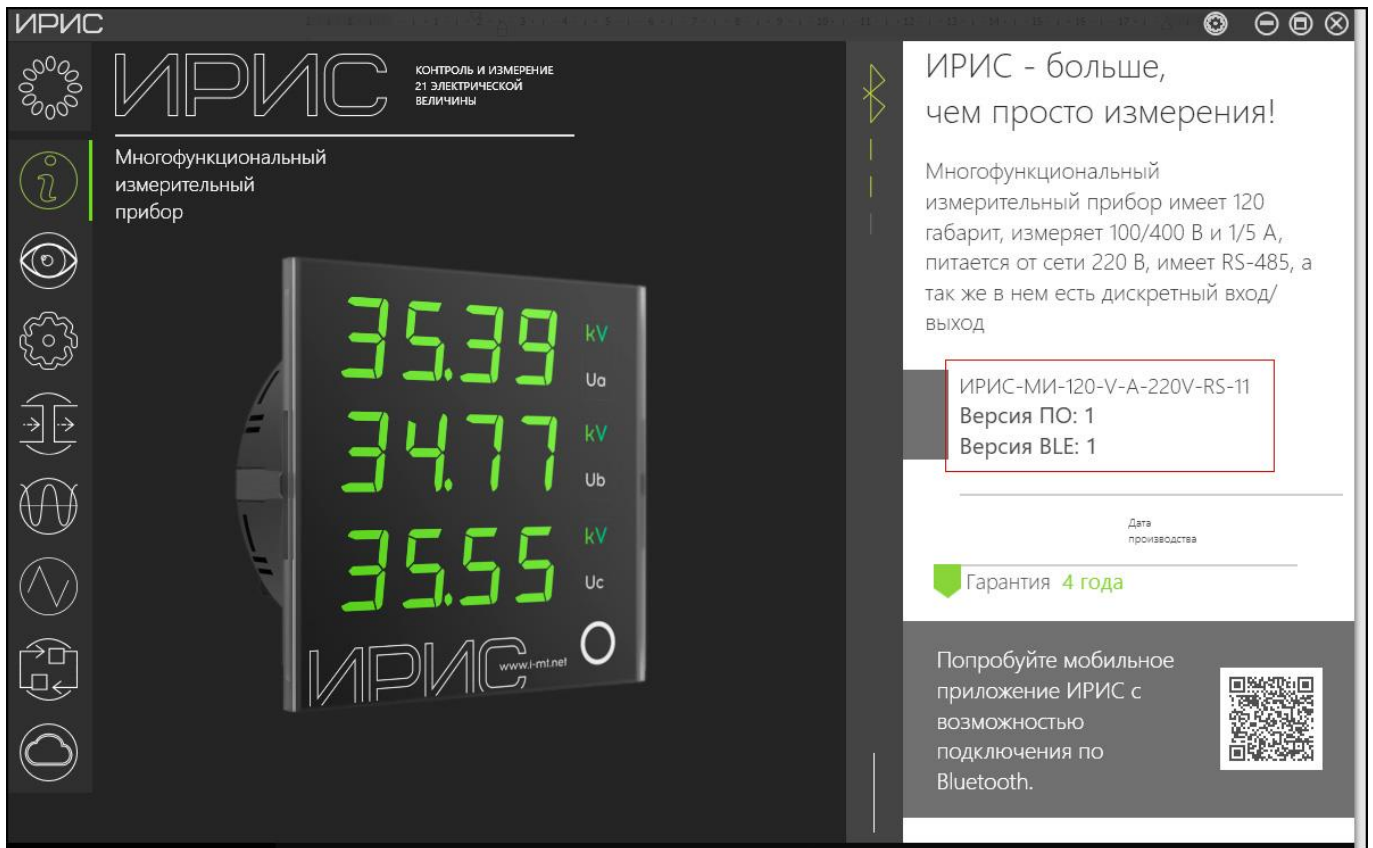 ИРИС
ИРИС
КОНТРОЛЬ И ИЗМЕРЕНИЕ
21 ЭЛЕКТРИЧЕСКОЙ
ВЕЛИЧИНЫ
Многофункциональный
измерительный
прибор
35.39 kV
Ua
34.77 kV
Ub
35.55 kV
Uc
ИРИС www.i-mt.net
ИРИС - больше,
чем просто измерения!
Многофункциональный
измерительный прибор имеет 120
габарит, измеряет 100/400 В и 1/5 А,
питается от сети 220 В, имеет RS-485, а
так же в нем есть дискретный вход/
выход
ИРИС-МИ-120-V-A-220V-RS-11
Версия ПО: 1
Версия BLE: 1
Дата
производства
Гарантия 4 года
Попробуйте мобильное
приложение ИРИС с
возможностью
подключения по
Bluetooth.